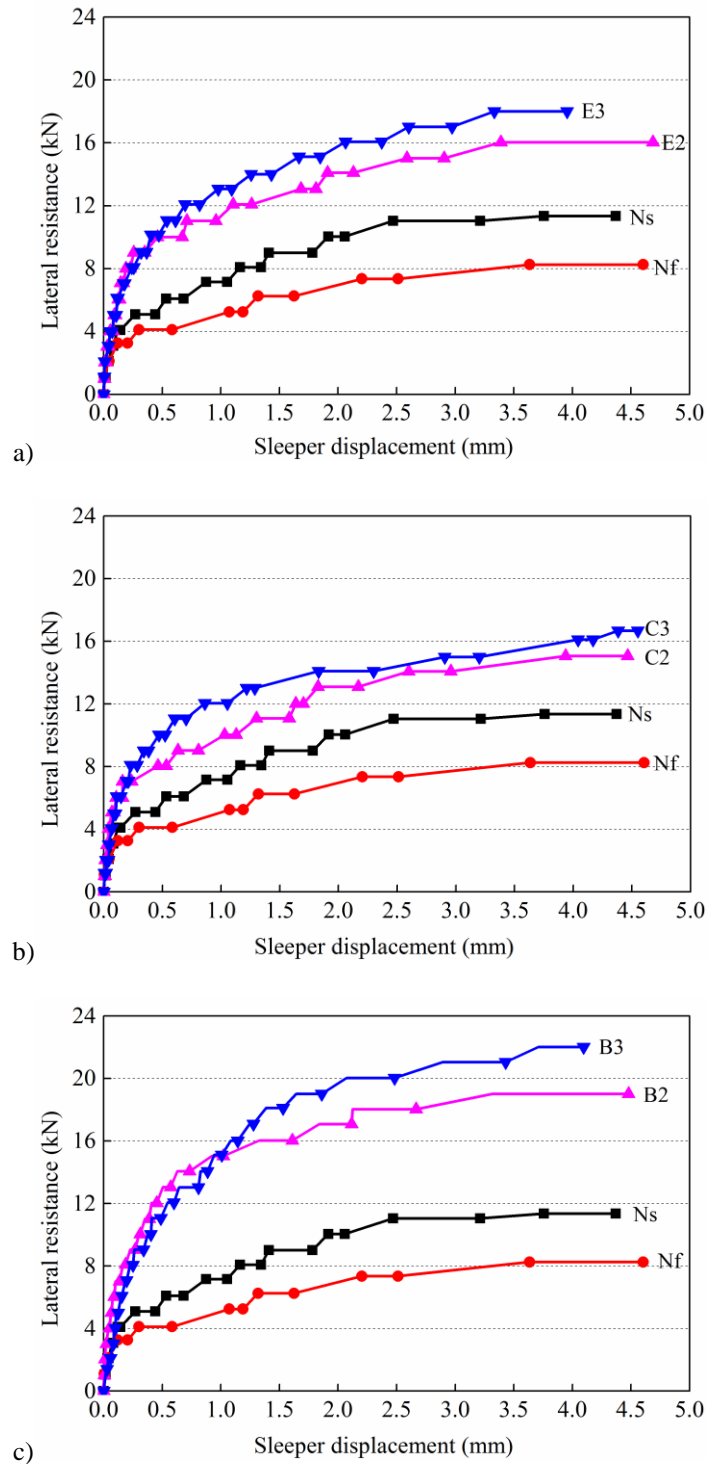 24
20
16
12
8
4
0
Lateral resistance (kN)
E3
E2
Ns
Nf
0.0 0.5 1.0 1.5 2.0 2.5 3.0 3.5 4.0 4.5 5.0
Sleeper displacement (mm)
a)
24
20
16
12
8
4
0
Lateral resistance (kN)
C3
C2
Ns
Nf
0.0 0.5 1.0 1.5 2.0 2.5 3.0 3.5 4.0 4.5 5.0
Sleeper displacement (mm)
b)
24
20
16
12
8
4
0
Lateral resistance (kN)
B3
B2
Ns
Nf
0.0 0.5 1.0 1.5 2.0 2.5 3.0 3.5 4.0 4.5 5.0
Sleeper displacement (mm)
c)